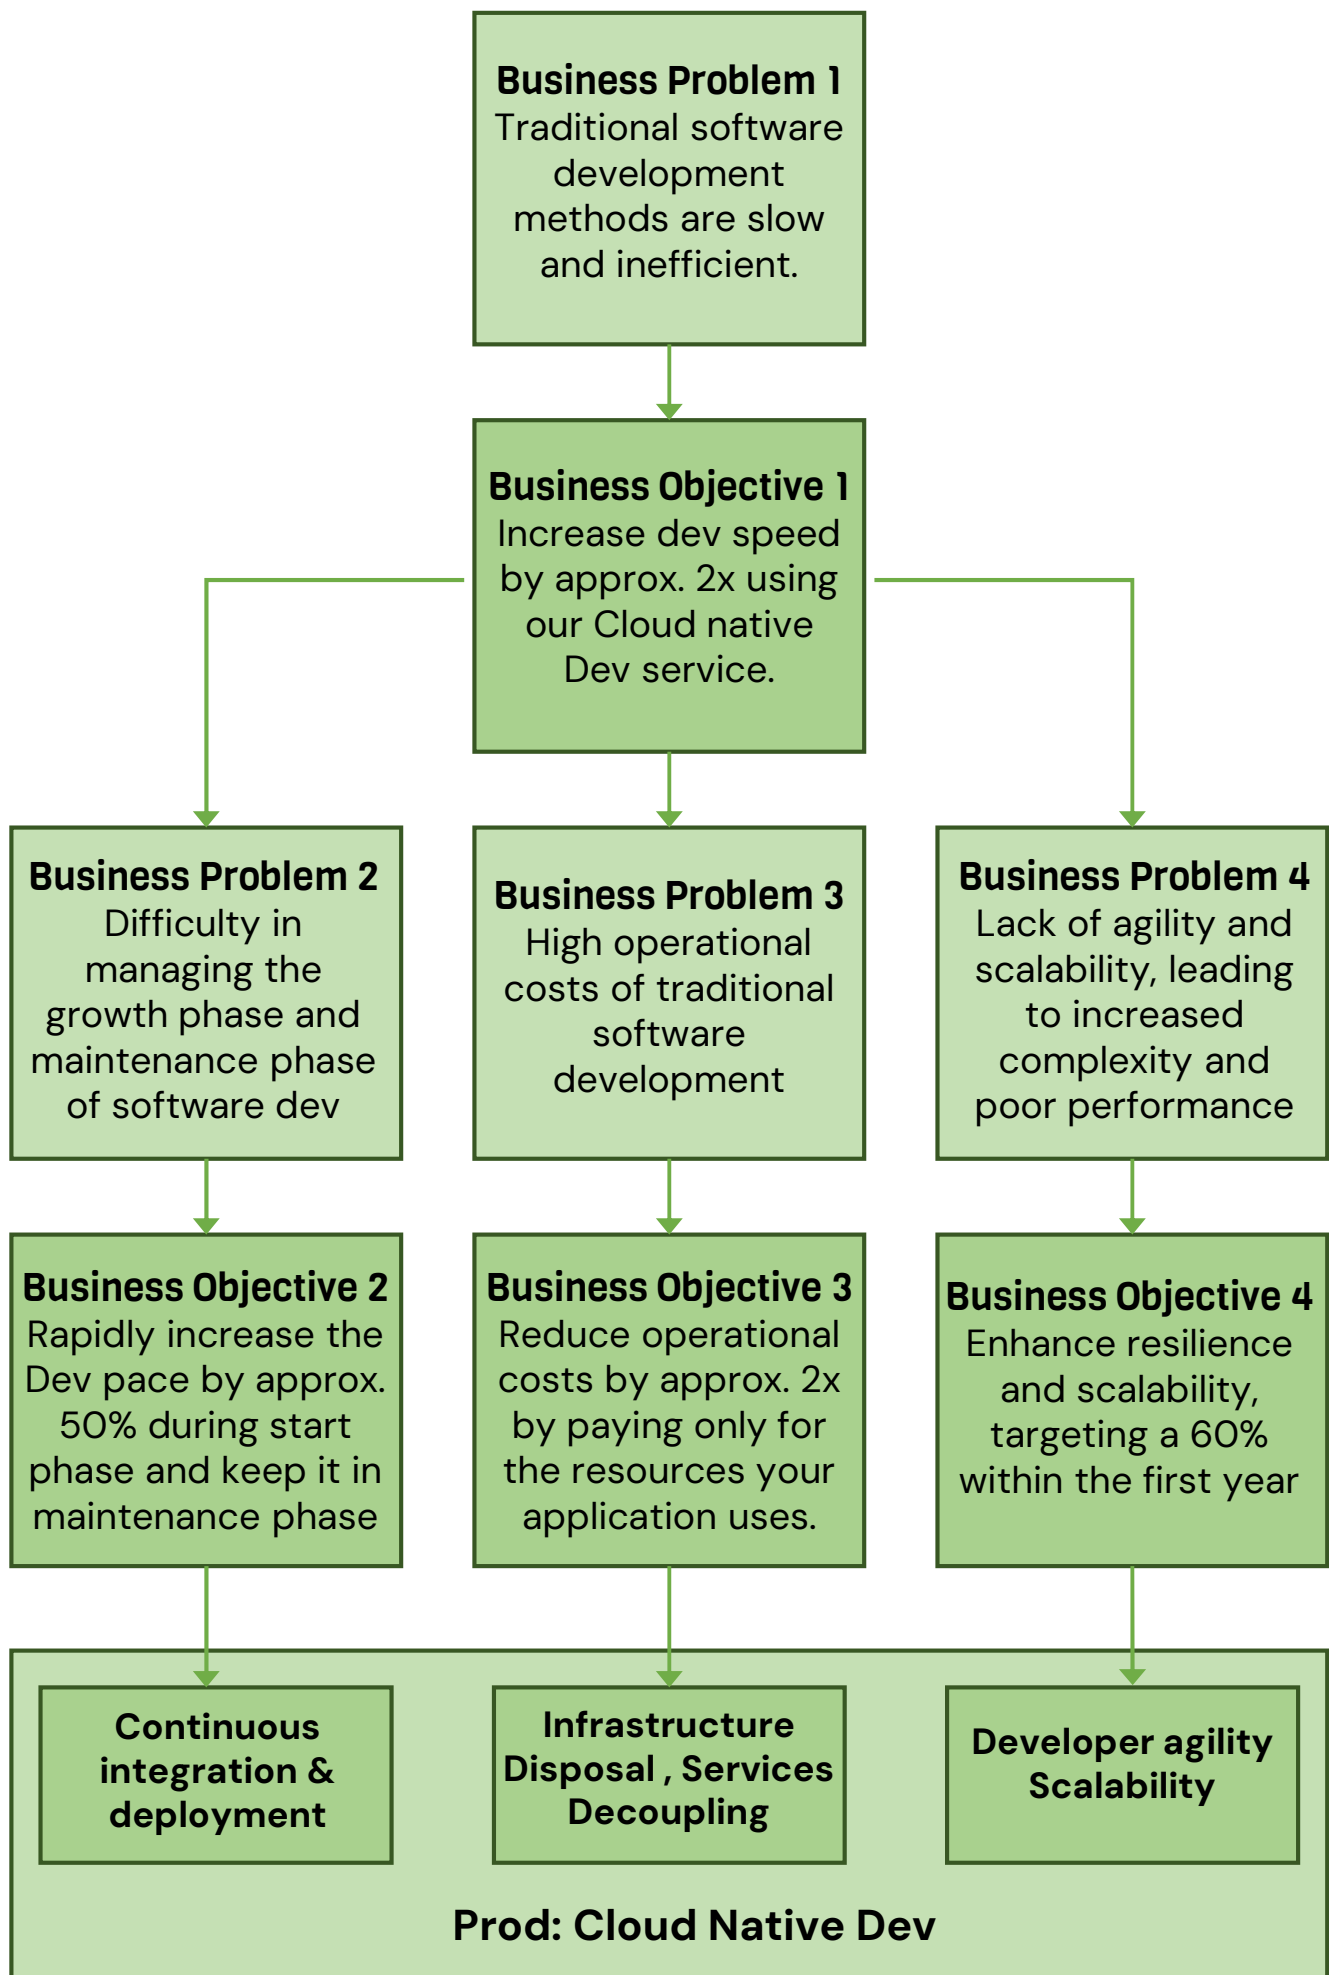 Business Problem 1
Traditional software
development
methods are slow
and inefficient.
Business Objective 1
Increase dev speed
by approx. 2x using
our Cloud native
Dev service.
Business Problem 2
Difficulty in
managing the
growth phase and
maintenance phase
of software dev
Business Problem 3
High operational
costs of traditional
software
development
Business Problem 4
Lack of agility and
scalability, leading
to increased
complexity and
poor performance
Business Objective 2
Rapidly increase the
Dev pace by approx.
50% during start
phase and keep it in
maintenance phase
Business Objective 3
Reduce operational
costs by approx. 2x
by paying only for
the resources your
application uses.
Business Objective 4
Enhance resilience
and scalability,
targeting a 60%
within the first year
Continuous
integration &
deployment
Infrastructure
Disposal , Services
Decoupling
Developer agility
Scalability
Prod: Cloud Native Dev